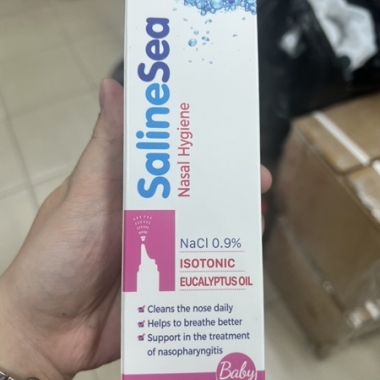 SalineSea
Nasal Hygiene
NaCl 0.9%
ISOTONIC
EUCALYPTUS OIL
Cleans the nose daily
Helps to breathe better
Support in the treatment
of nasopharyngitis
Baby